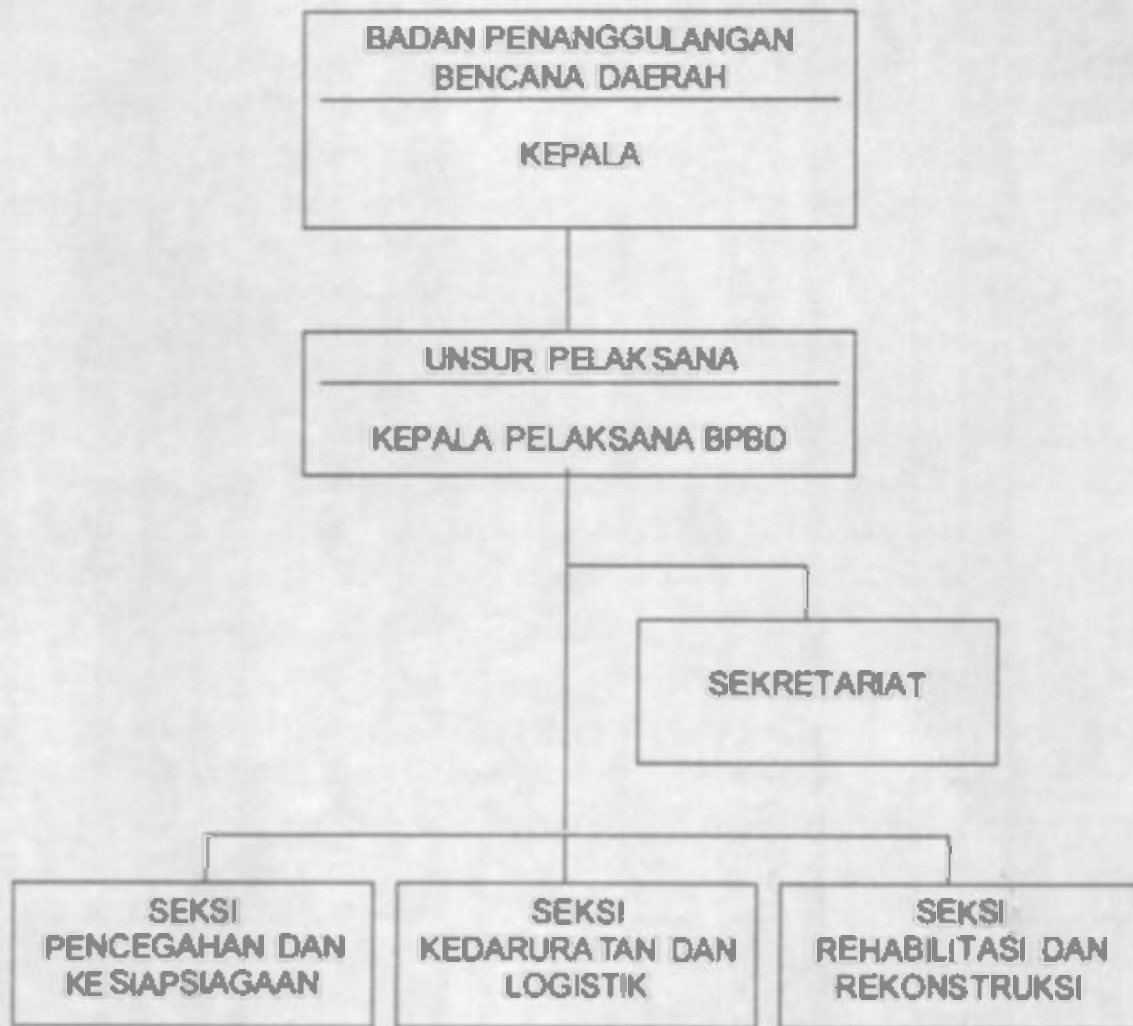 BADAN PENANGGULANGAN
BENCANA DAERAH
KEPALA
UNSUR PELAKSANA
KEPALA PELAKSANA BPBD
SEKRETARIAT
SEKSI
PENCEGAHAN DAN
KESIAPSIAGAAN
SEKSI
KEDARURATAN DAN
LOGISTIK
SEKSI
REHABILITASI DAN
REKONSTRUKSI